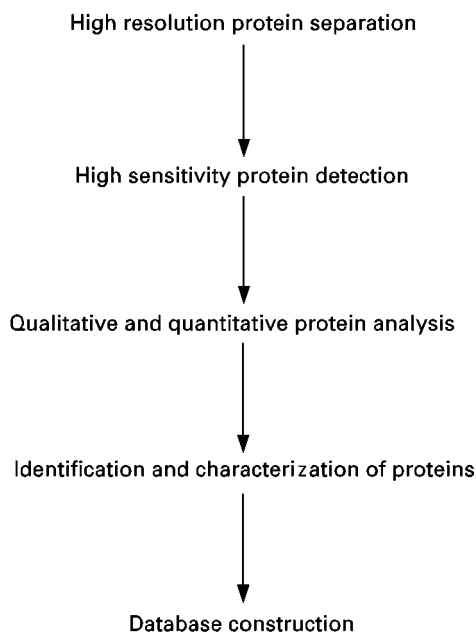 High resolution protein separation
High sensitivity protein detection
Qualitative and quantitative protein analysis
Identification and characterization of proteins
Database construction